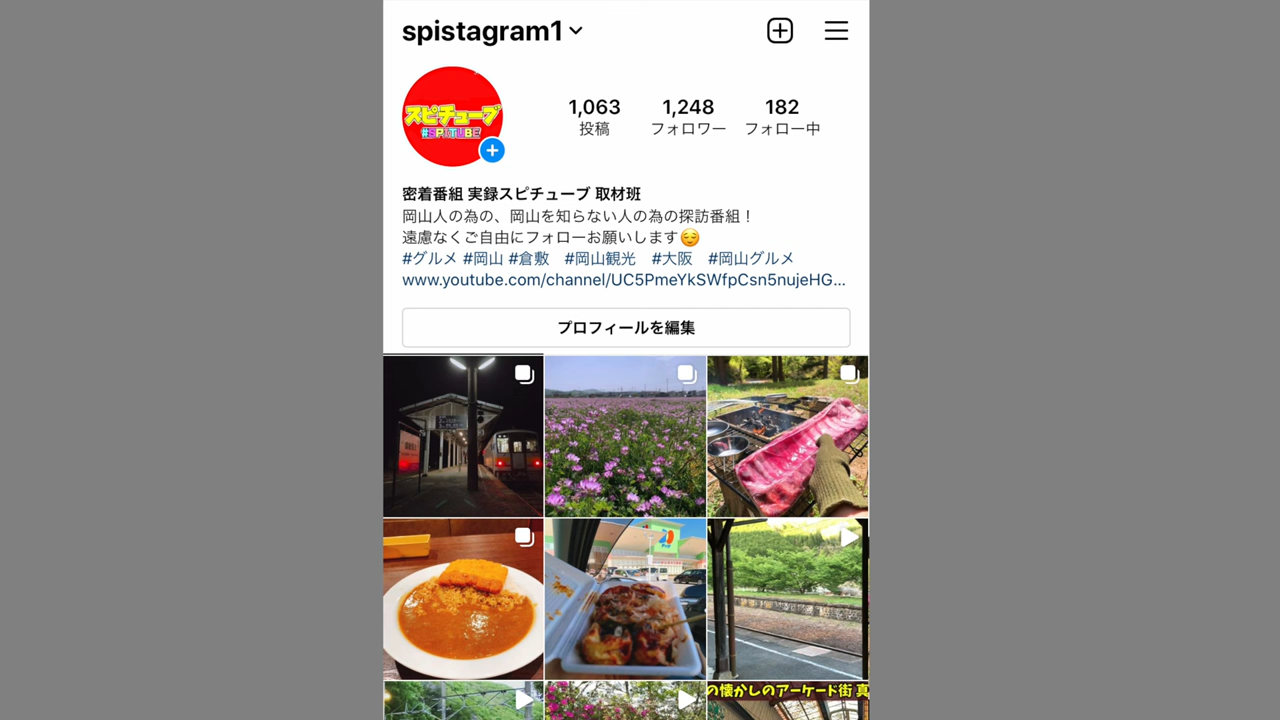 spistagram1
スピチューブ
#SPITUBE
1,063
投稿
1,248
フォロワー
182
フォロー中
密着番組 実録スピチューブ 取材班
岡山人の為の、岡山を知らない人の為の探訪番組！
遠慮なくご自由にフォローお願いします😌
#グルメ #岡山 #倉敷　#岡山観光　#大阪　#岡山グルメ
www.youtube.com/channel/UC5PmeYkSWfpCsn5nujeHG...
プロフィールを編集
の懐かしのアーケード街 真